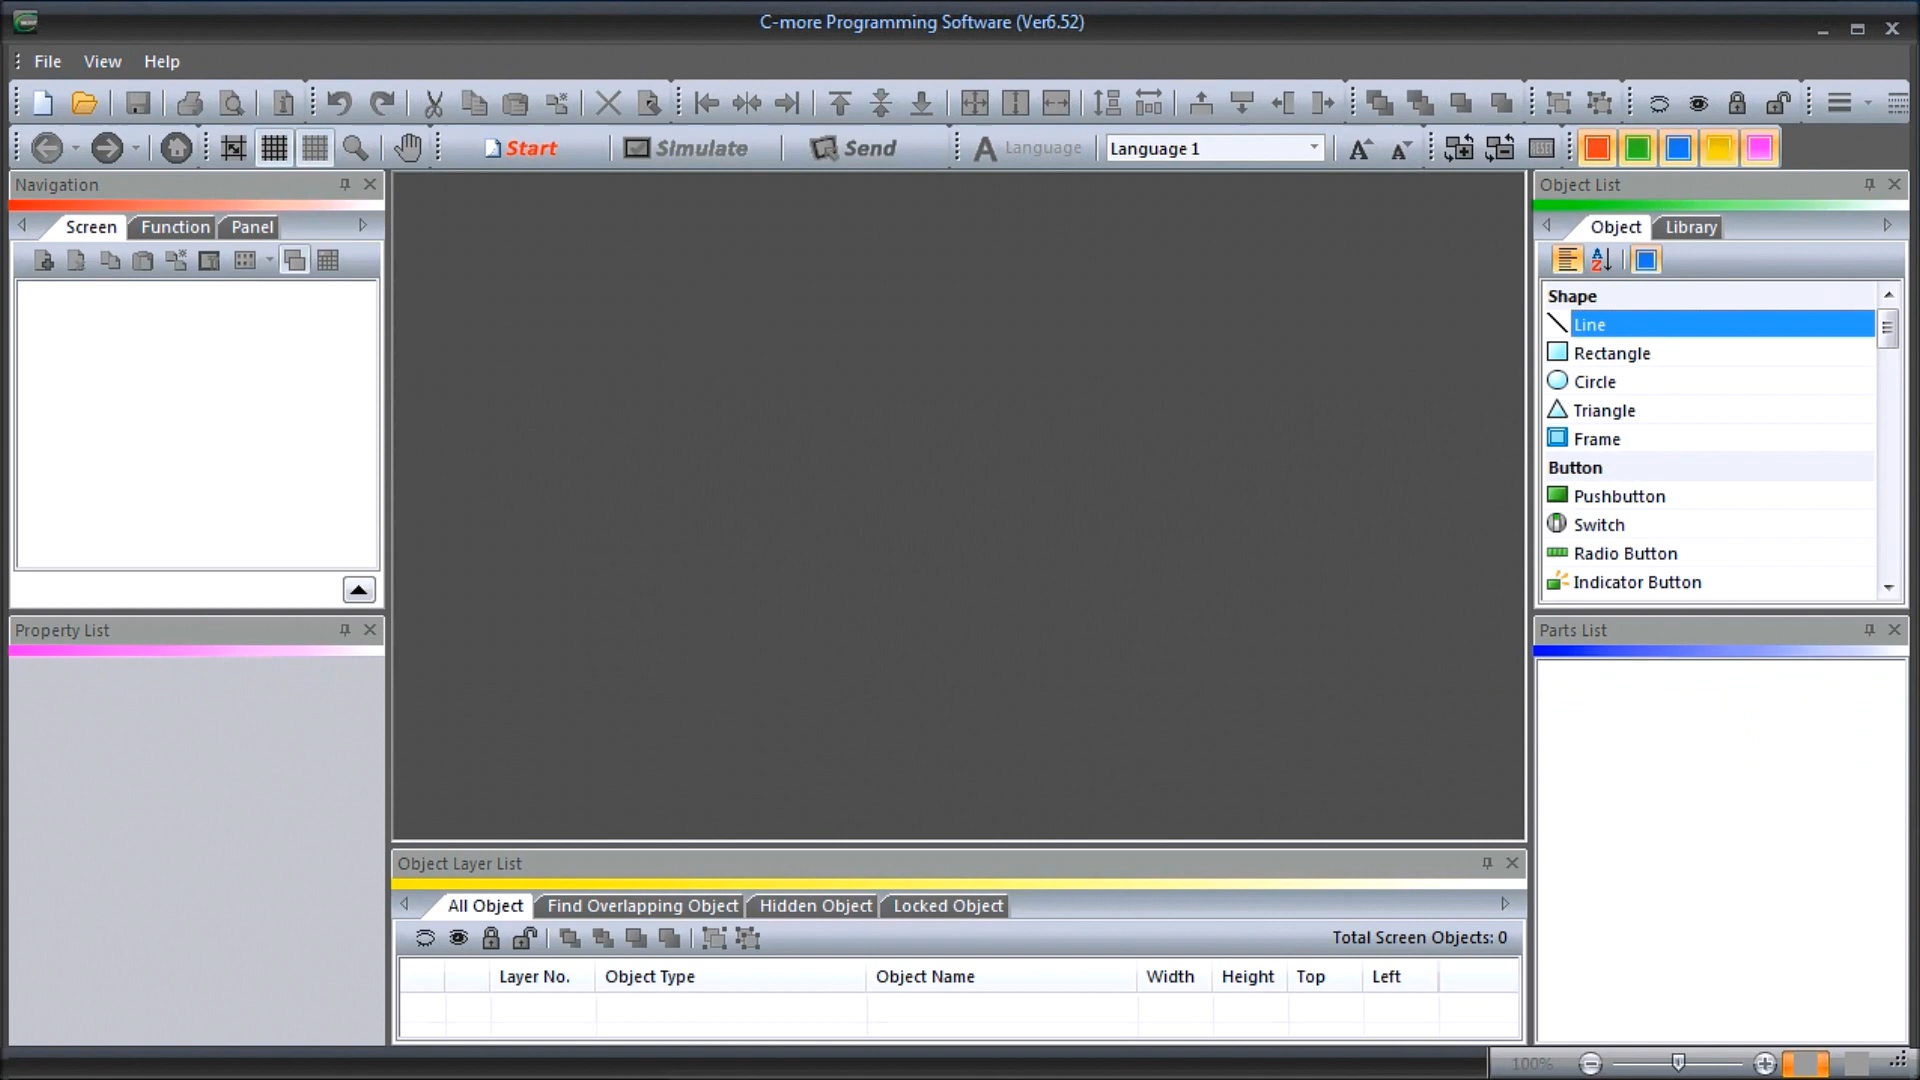 C-more Programming Software (Ver6.52)
File View Help
Start Simulate Send A Language Language 1 A A RESET
Navigation
Screen Function Panel
Property List
Object Layer List
All Object Find Overlapping Object Hidden Object Locked Object
Total Screen Objects: 0
Layer No. Object Type Object Name Width Height Top Left
Object List
Object Library
A
Z
Shape
Line
Rectangle
Circle
Triangle
Frame
Button
Pushbutton
Switch
Radio Button
Indicator Button
Parts List
100%